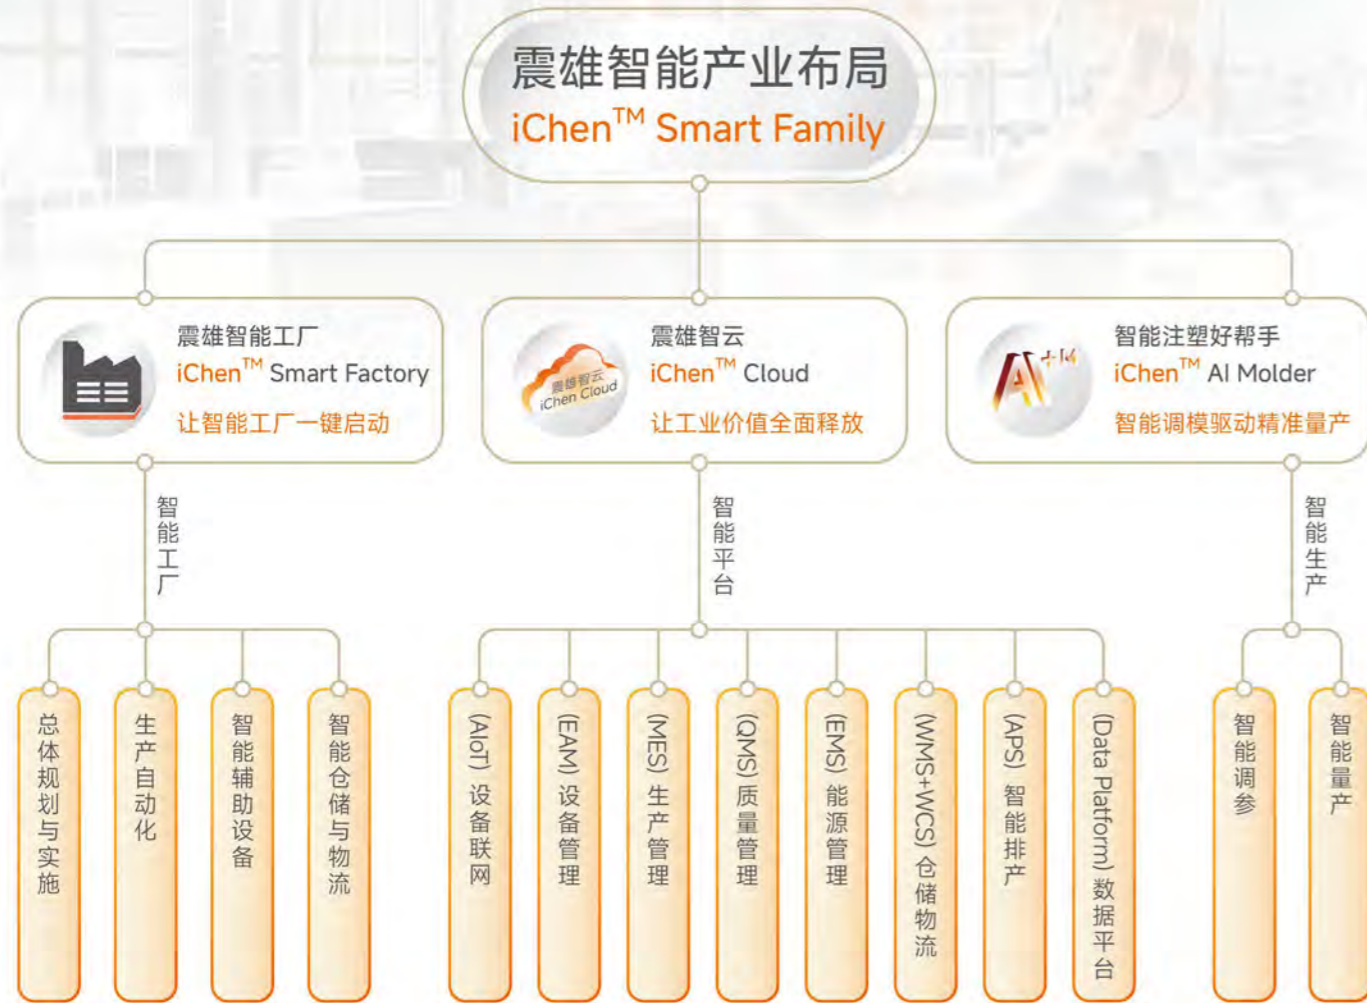 震雄智能产业布局
iChen™ Smart Family
震雄智能工厂
iChen™ Smart Factory
让智能工厂一键启动
震雄智云
iChen Cloud
震雄智云
iChen™ Cloud
让工业价值全面释放
AI+M
智能注塑好帮手
iChen™ AI Molder
智能调模驱动精准量产
智能工厂
智能平台
智能生产
总体规划与实施
生产自动化
智能辅助设备
智能仓储与物流
(AIoT) 设备联网
(EAM) 设备管理
(MES) 生产管理
(QMS) 质量管理
(EMS) 能源管理
(WMS+WCS) 仓储物流
(APS) 智能排产
(Data Platform) 数据平台
智能调参
智能量产